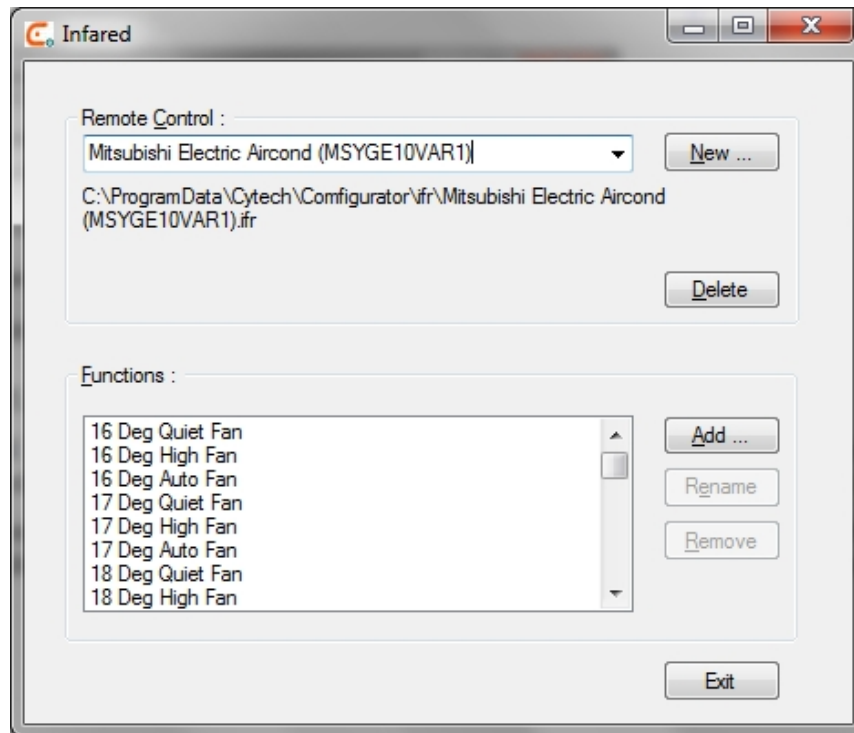 Infared
Remote Control :
Mitsubishi Electric Aircond (MSYGE10VAR1)
New ...
C:\ProgramData\Cytech\Comfigurator\ifr\Mitsubishi Electric Aircond
(MSYGE10VAR1).ifr
Delete
Functions :
16 Deg Quiet Fan
16 Deg High Fan
16 Deg Auto Fan
17 Deg Quiet Fan
17 Deg High Fan
17 Deg Auto Fan
18 Deg Quiet Fan
18 Deg High Fan
Add ...
Rename
Remove
Exit